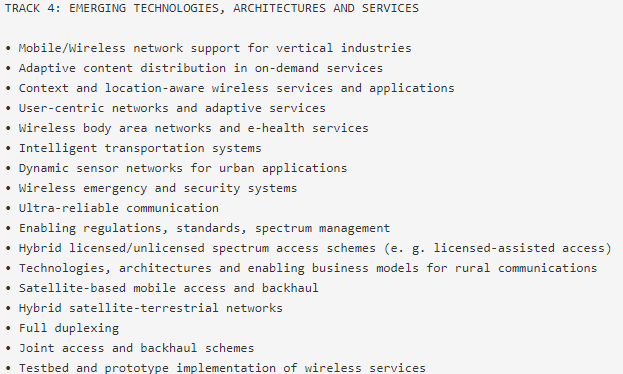 TRACK 4: EMERGING TECHNOLOGIES, ARCHITECTURES AND SERVICES
• Mobile/Wireless network support for vertical industries
• Adaptive content distribution in on-demand services
• Context and location-aware wireless services and applications
• User-centric networks and adaptive services
• Wireless body area networks and e-health services
• Intelligent transportation systems
• Dynamic sensor networks for urban applications
• Wireless emergency and security systems
• Ultra-reliable communication
• Enabling regulations, standards, spectrum management
• Hybrid licensed/unlicensed spectrum access schemes (e. g. licensed-assisted access)
• Technologies, architectures and enabling business models for rural communications
• Satellite-based mobile access and backhaul
• Hybrid satellite-terrestrial networks
• Full duplexing
• Joint access and backhaul schemes
• Testbed and prototype implementation of wireless services